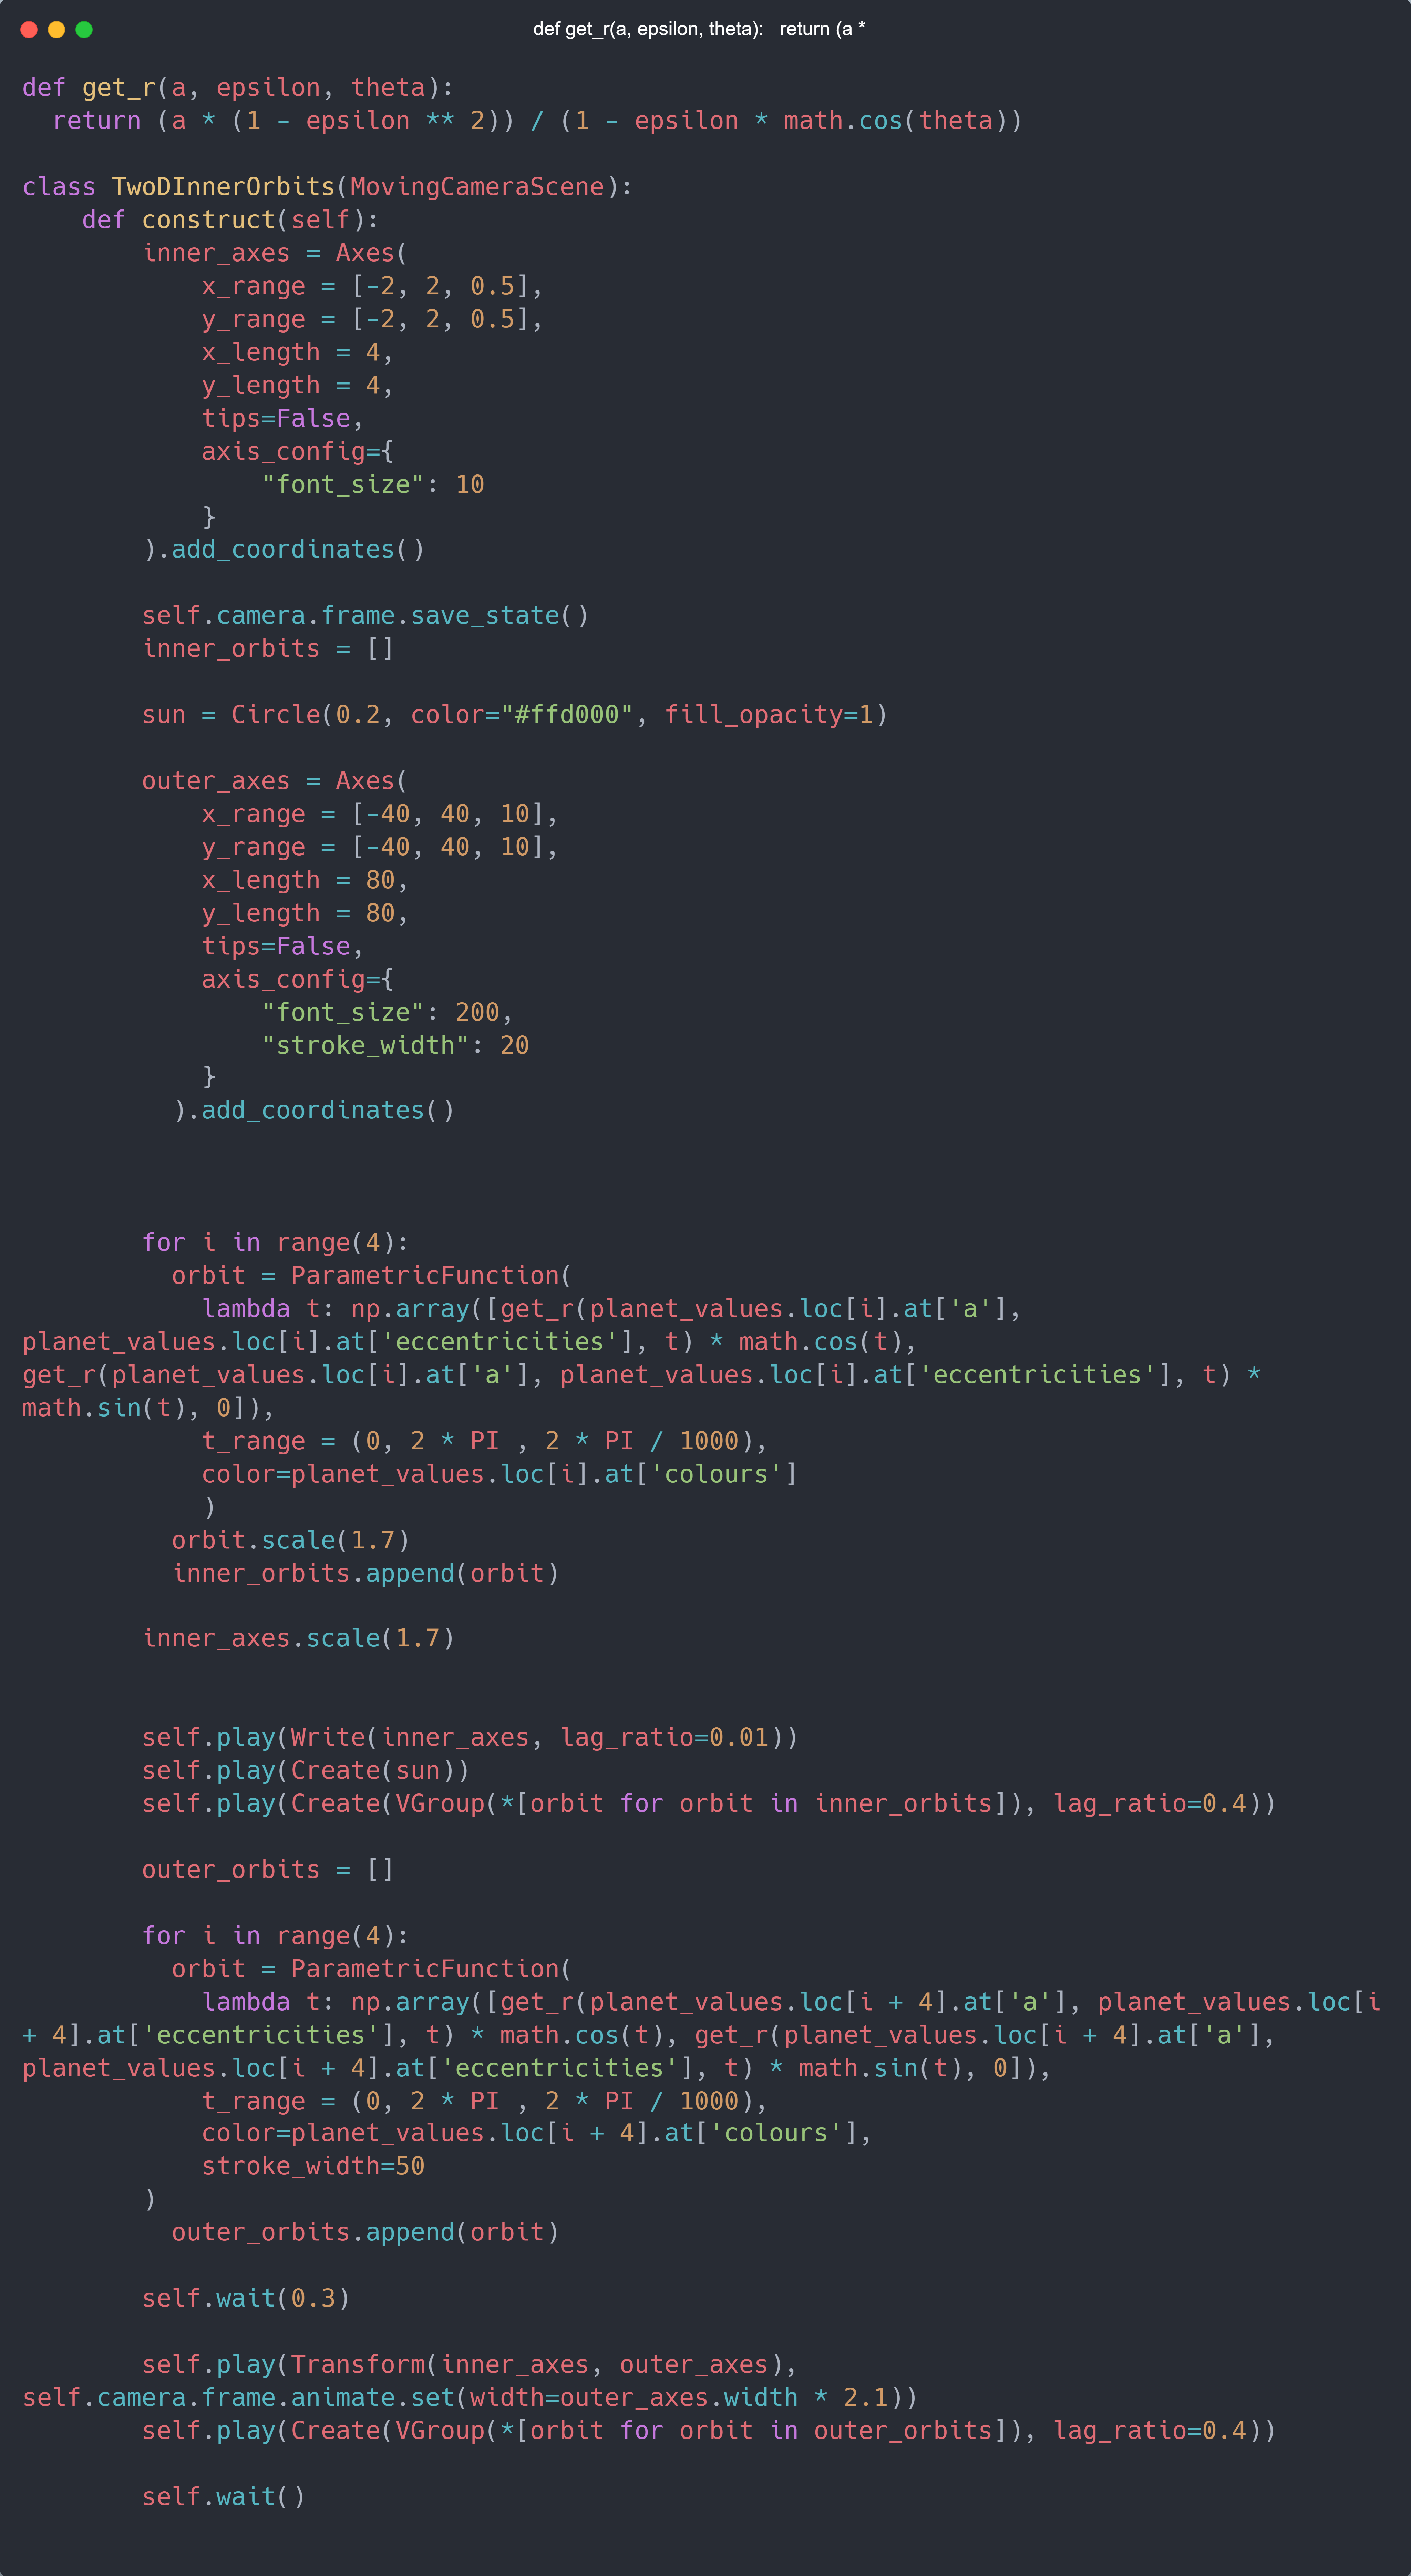 def get_r(a, epsilon, theta):   return (a *
def get_r(a, epsilon, theta):
  return (a * (1 - epsilon ** 2)) / (1 - epsilon * math.cos(theta))
class TwoDInnerOrbits(MovingCameraScene):
    def construct(self):
        inner_axes = Axes(
            x_range = [-2, 2, 0.5],
            y_range = [-2, 2, 0.5],
            x_length = 4,
            y_length = 4,
            tips=False,
            axis_config={
                "font_size": 10
            }
        ).add_coordinates()
        self.camera.frame.save_state()
        inner_orbits = []
        sun = Circle(0.2, color="#ffd000", fill_opacity=1)
        outer_axes = Axes(
            x_range = [-40, 40, 10],
            y_range = [-40, 40, 10],
            x_length = 80,
            y_length = 80,
            tips=False,
            axis_config={
                "font_size": 200,
                "stroke_width": 20
            }
          ).add_coordinates()
        for i in range(4):
          orbit = ParametricFunction(
            lambda t: np.array([get_r(planet_values.loc[i].at['a'],
planet_values.loc[i].at['eccentricities'], t) * math.cos(t),
get_r(planet_values.loc[i].at['a'], planet_values.loc[i].at['eccentricities'], t) *
math.sin(t), 0]),
            t_range = (0, 2 * PI , 2 * PI / 1000),
            color=planet_values.loc[i].at['colours']
            )
          orbit.scale(1.7)
          inner_orbits.append(orbit)
        inner_axes.scale(1.7)
        self.play(Write(inner_axes, lag_ratio=0.01))
        self.play(Create(sun))
        self.play(Create(VGroup(*[orbit for orbit in inner_orbits]), lag_ratio=0.4))
        outer_orbits = []
        for i in range(4):
          orbit = ParametricFunction(
            lambda t: np.array([get_r(planet_values.loc[i + 4].at['a'], planet_values.loc[i
+ 4].at['eccentricities'], t) * math.cos(t), get_r(planet_values.loc[i + 4].at['a'],
planet_values.loc[i + 4].at['eccentricities'], t) * math.sin(t), 0]),
            t_range = (0, 2 * PI , 2 * PI / 1000),
            color=planet_values.loc[i + 4].at['colours'],
            stroke_width=50
        )
          outer_orbits.append(orbit)
        self.wait(0.3)
        self.play(Transform(inner_axes, outer_axes),
self.camera.frame.animate.set(width=outer_axes.width * 2.1))
        self.play(Create(VGroup(*[orbit for orbit in outer_orbits]), lag_ratio=0.4))
        self.wait()